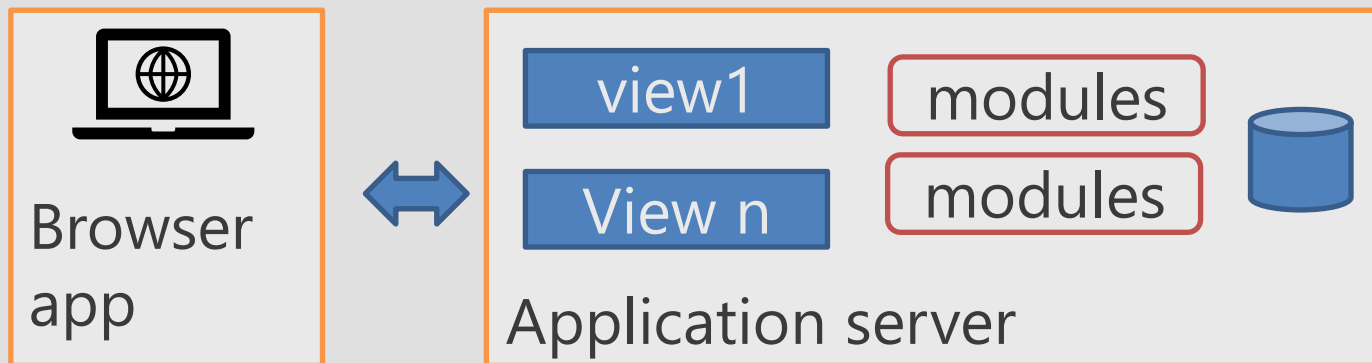 Browser
app
view1
View n
modules
modules
Application server